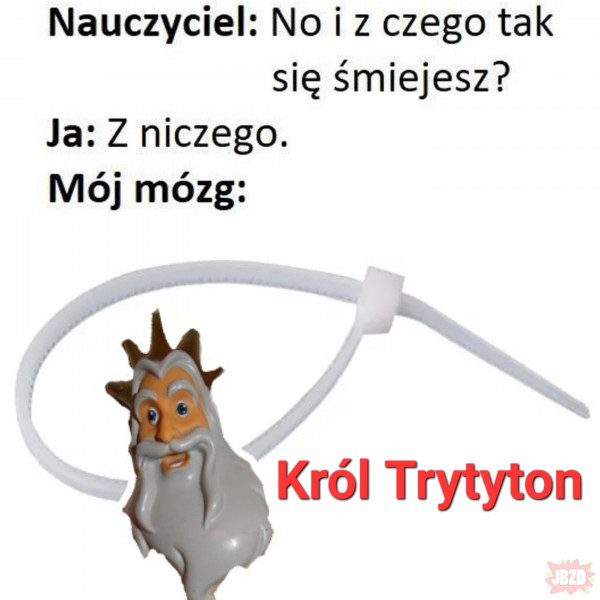 Nauczyciel: No i z czego tak
się śmiejesz?
Ja: Z niczego.
Mój mózg:
Król Trytyton
JBZD